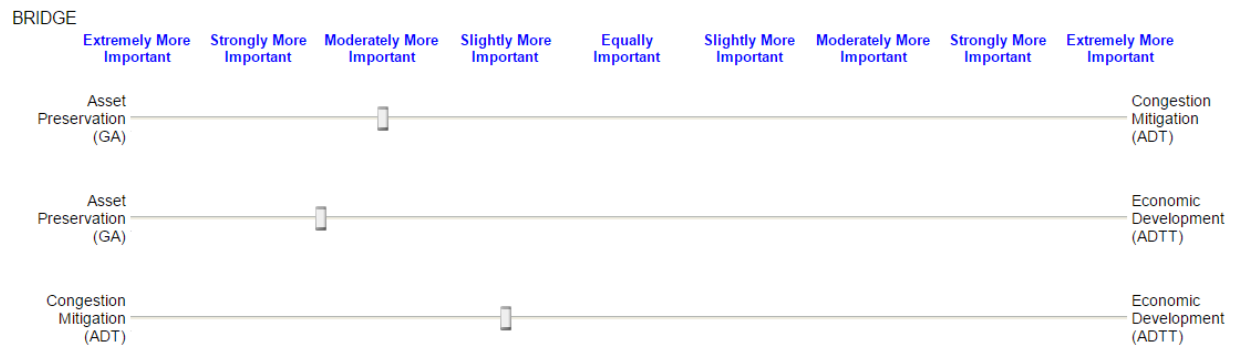 BRIDGE
Extremely More Strongly More Moderately More Slightly More Equally Slightly More Moderately More Strongly More Extremely More
Important Important Important Important Important Important Important Important Important
Asset
Preservation
(GA)
Congestion
Mitigation
(ADT)
Asset
Preservation
(GA)
Economic
Development
(ADTT)
Congestion
Mitigation
(ADT)
Economic
Development
(ADTT)